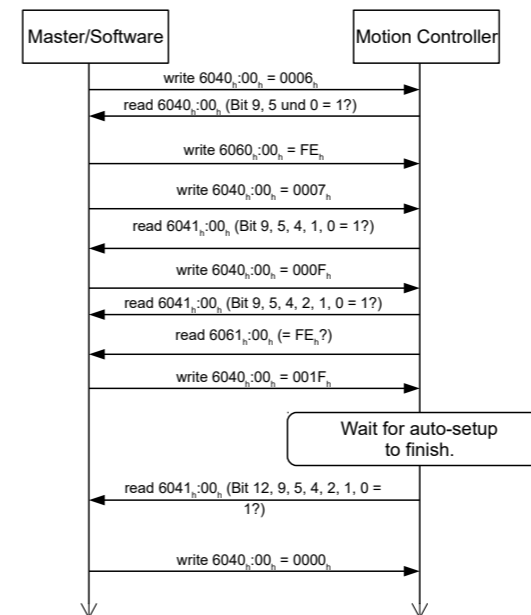 Master/Software
Motion Controller
write 6040h:00h = 0006h
read 6040h:00h (Bit 9, 5 und 0 = 1?)
write 6060h:00h = FEh
write 6040h:00h = 0007h
read 6041h:00h (Bit 9, 5, 4, 1, 0 = 1?)
write 6040h:00h = 000Fh
read 6041h:00h (Bit 9, 5, 4, 2, 1, 0 = 1?)
read 6061h:00h (= FEh?)
write 6040h:00h = 001Fh
Wait for auto-setup
to finish.
read 6041h:00h (Bit 12, 9, 5, 4, 2, 1, 0 =
1?)
write 6040h:00h = 0000h